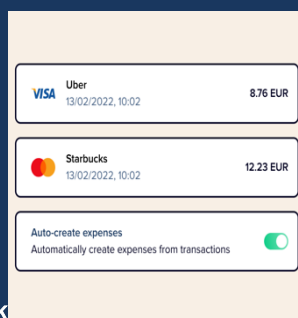 VISA
Uber
13/02/2022, 10:02
8.76 EUR
Starbucks
13/02/2022, 10:02
12.23 EUR
Auto-create expenses
Automatically create expenses from transactions
k